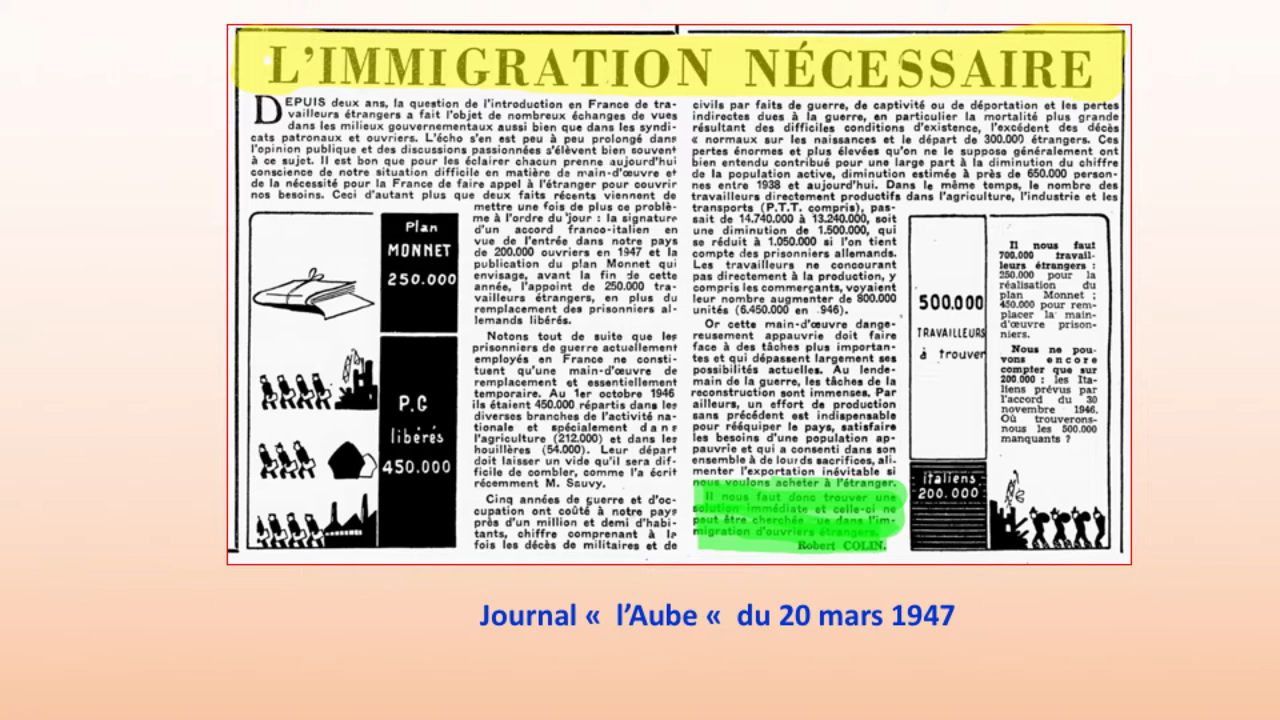 L'IMMIGRATION NÉCESSAIRE
DEPUIS deux ans, la question de l'introduction en France de tra-
vailleurs étrangers a fait l'objet de nombreux échanges de vues
dans les milieux gouvernementaux aussi bien que dans les syndi-
cats patronaux et ouvriers. L'écho s'en est peu à peu prolongé dans
l'opinion publique et des discussions passionnées s'élèvent bien souvent
à ce sujet. Il est bon que pour les éclairer chacun prenne aujourd'hui
conscience de notre situation difficile en matière de main-d'œuvre et
de la nécessité pour la France de faire appel à l'étranger pour couvrir
nos besoins. Ceci d'autant plus que deux faits récents viennent de
mettre une fois de plus ce problè-
me à l'ordre du jour : la signature
d'un accord franco-italien en
vue de l'entrée dans notre pays
de 200.000 ouvriers en 1947 et la
publication du plan Monnet qui
envisage, avant la fin de cette
année, l'appoint de 250.000 tra-
vailleurs étrangers, en plus du
remplacement des prisonniers al-
lemands libérés.
Notons tout de suite que les
prisonniers de guerre actuellement
employés en France ne consti-
tuent qu'une main-d'œuvre de
remplacement et essentiellement
temporaire. Au 1er octobre 1946
ils étaient 450.000 répartis dans les
diverses branches de l'activité na-
tionale et spécialement dans
l'agriculture (212.000) et dans les
houillères (54.000). Leur départ
doit laisser un vide qu'il sera dif-
ficile de combler, comme l'a écrit
récemment M. Sauvy.
Cinq années de guerre et d'oc-
cupation ont coûté à notre pays
près d'un million et demi d'habi-
tants, chiffre comprenant à la
fois les décès de militaires et de
civils par faits de guerre, de captivité ou de déportation et les pertes
indirectes dues à la guerre, en particulier la mortalité plus grande
résultant des difficiles conditions d'existence, l'excédent des décès
« normaux sur les naissances et le départ de 300.000 étrangers. Ces
pertes énormes et plus élevées qu'on ne le suppose généralement ont
bien entendu contribué pour une large part à la diminution du chiffre
de la population active, diminution estimée à près de 650.000 person-
nes entre 1938 et aujourd'hui. Dans le même temps, le nombre des
travailleurs directement productifs dans l'agriculture, l'industrie et les
transports (P.T.T. compris), pas-
sait de 14.740.000 à 13.240.000, soit
une diminution de 1.500.000, qui
se réduit à 1.050.000 si l'on tient
compte des prisonniers allemands.
Les travailleurs ne concourant
pas directement à la production, y
compris les commerçants, voyaient
leur nombre augmenter de 800.000
unités (6.450.000 en .946).
Or cette main-d'œuvre dange-
reusement appauvrie doit faire
face à des tâches plus importan-
tes et qui dépassent largement ses
possibilités actuelles. Au lende-
main de la guerre, les tâches de la
reconstruction sont immenses. Par
ailleurs, un effort de production
sans précédent est indispensable
pour rééquiper le pays, satisfaire
les besoins d'une population ap-
pauvrie et qui a consenti dans son
ensemble à de lourds sacrifices, ali-
menter l'exportation inévitable si
nous voulons acheter à l'étranger.
Il nous faut donc trouver une
solution immédiate et celle-ci ne
peut être cherchée que dans l'im-
migration d'ouvriers étrangers.
Robert COLIN.
Plan
MONNET
250.000
P.G
libérés
450.000
500.000
TRAVAILLEURS
à trouver
italiens
200.000
Il nous faut
700.000 travail-
leurs étrangers :
250.000 pour la
réalisation du
plan Monnet ;
450.000 pour rem-
placer la main-
d'œuvre prison-
niers.
Nous ne pou-
vons encore
compter que sur
200.000 : les Ita-
liens prévus par
l'accord du 30
novembre 1946.
Où trouverons-
nous les 500.000
manquants ?
Journal « l'Aube « du 20 mars 1947